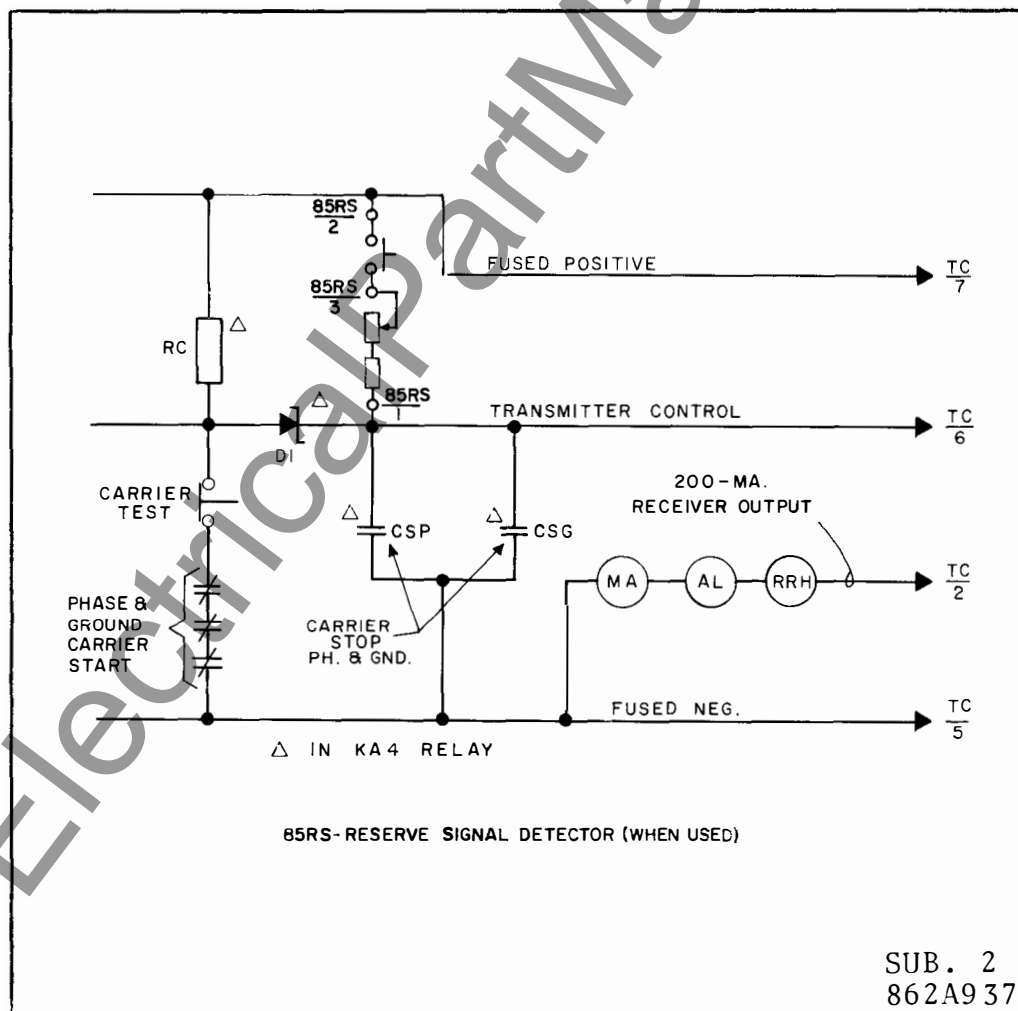 85RS
2
FUSED POSITIVE
TC
7
85RS
3
RC
85RS
1
TRANSMITTER CONTROL
TC
6
D1
CARRIER
TEST
200-MA.
RECEIVER OUTPUT
CSP
CSG
MA
AL
RRH
TC
2
PHASE &
GROUND
CARRIER
START
CARRIER
STOP
PH. & GND.
FUSED NEG.
TC
5
△ IN KA4 RELAY
85RS-RESERVE SIGNAL DETECTOR (WHEN USED)
SUB. 2
862A937